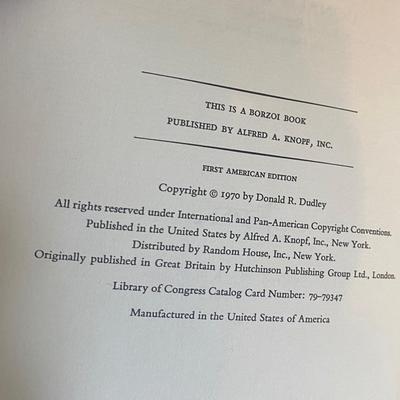 THIS IS A BORZOI BOOK
PUBLISHED BY ALFRED A. KNOPF, INC.
FIRST AMERICAN EDITION
Copyright © 1970 by Donald R. Dudley
All rights reserved under International and Pan-American Copyright Conventions.
Published in the United States by Alfred A. Knopf, Inc., New York.
Distributed by Random House, Inc., New York.
Originally published in Great Britain by Hutchinson Publishing Group Ltd., London.
Library of Congress Catalog Card Number: 79-79347
Manufactured in the United States of America